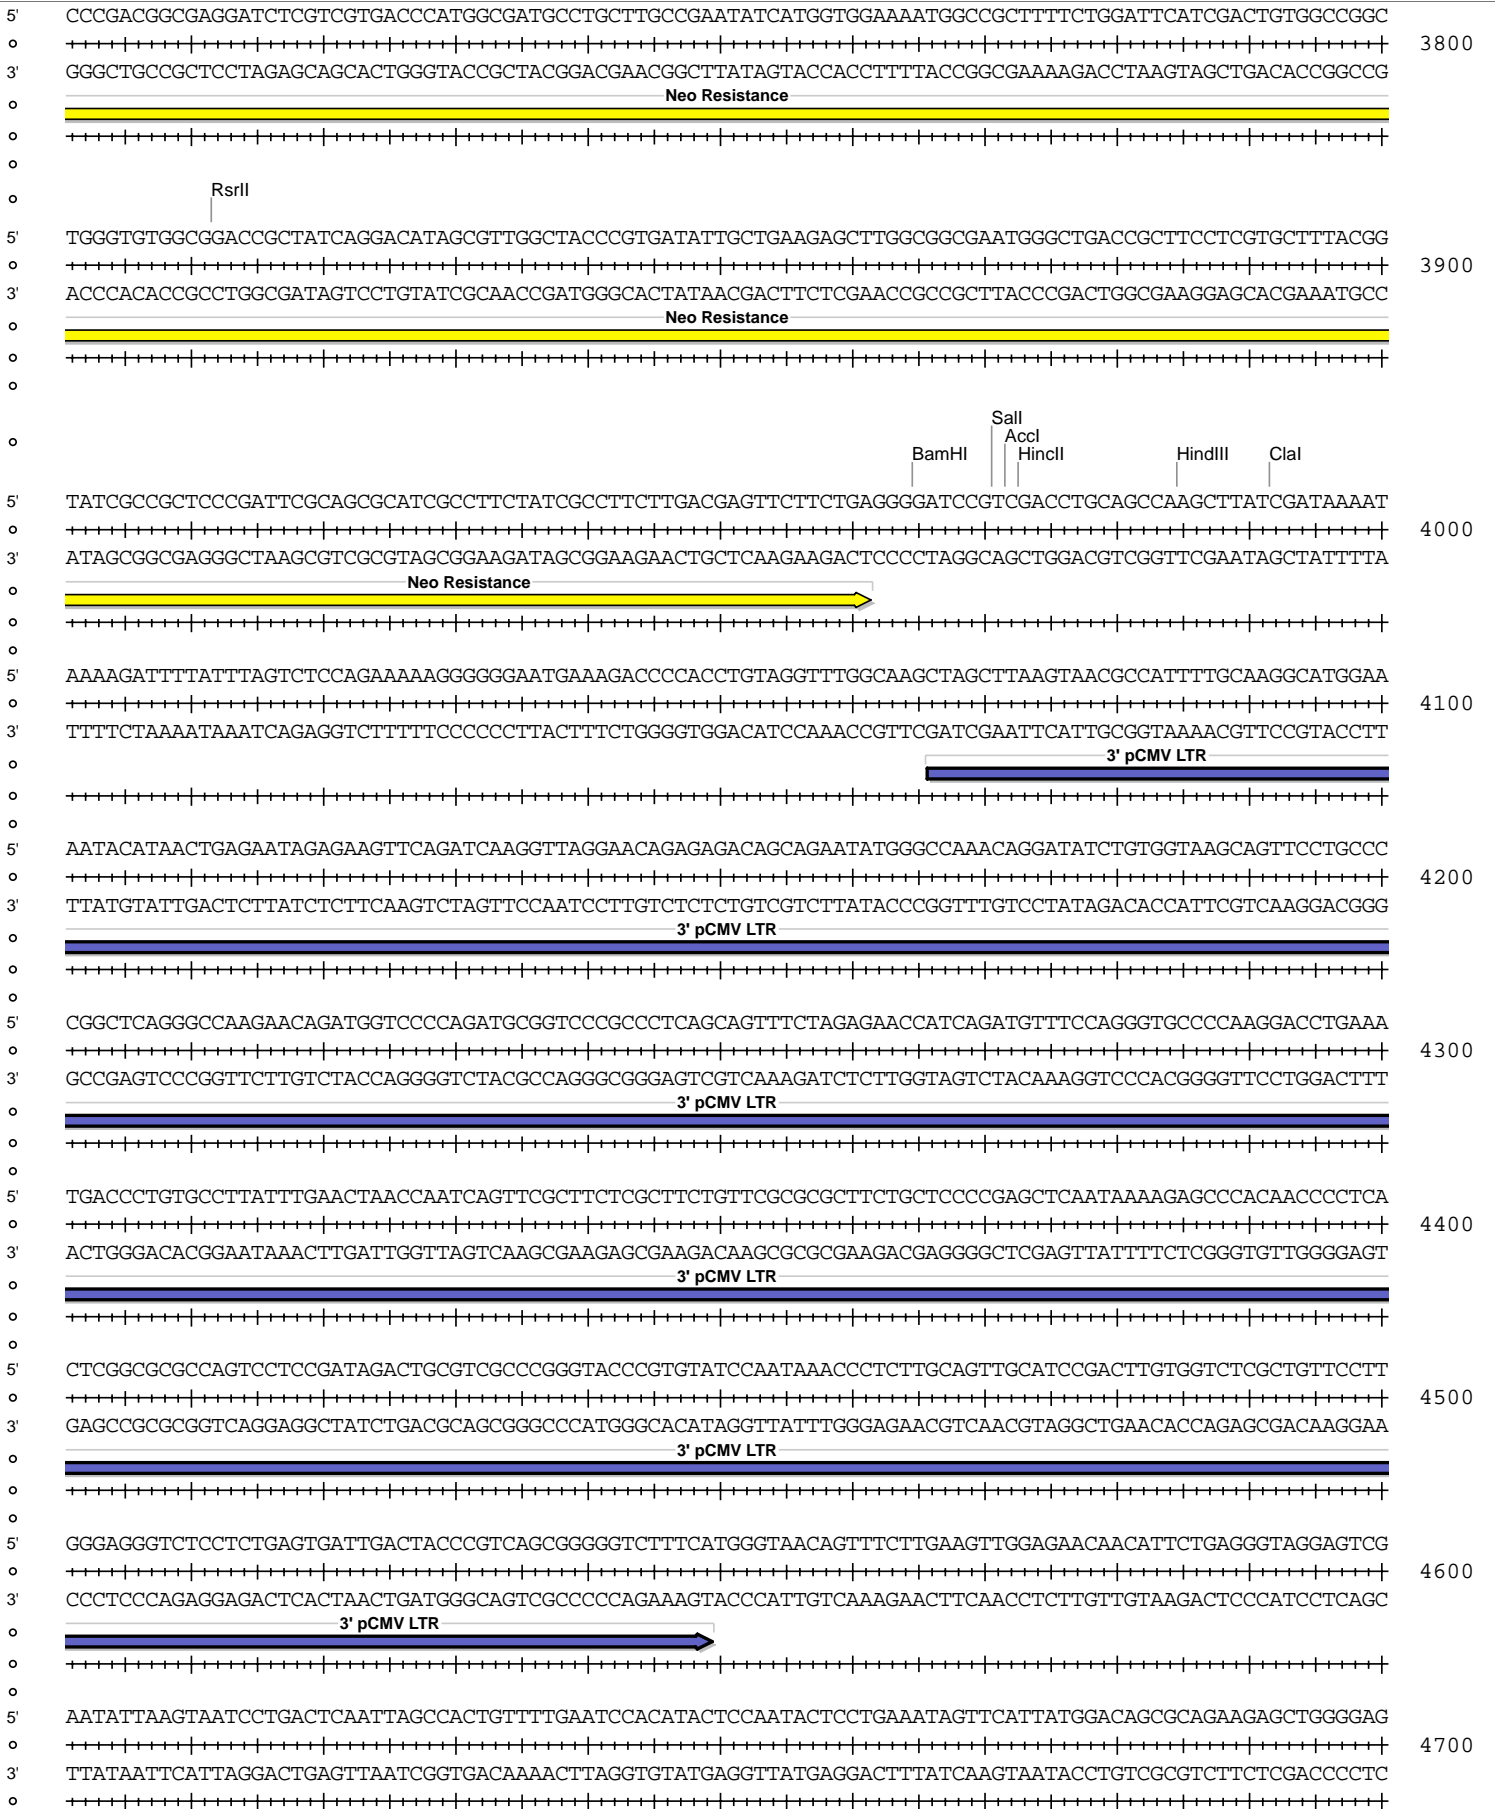 5' CCCGACGGCGAGGATCTCGTCGTGACCCATGGCGATGCCTGCTTGCCGAATATCATGGTGGAAAATGGCCGCTTTTCTGGATTCATCGACTGTGGCCGGC
3800
3' GGGCTGCCGCTCCTAGAGCAGCACTGGGTACCGCTACGGACGAACGGCTTATAGTACCACCTTTTACCGGCGAAAAGACCTAAGTAGCTGACACCGGCCG
Neo Resistance
RsrII
5' TGGGTGTGGCGGACCGCTATCAGGACATAGCGTTGGCTACCCGTGATATTGCTGAAGAGCTTGGCGGCGAATGGGCTGACCGCTTCCTCGTGCTTTACGG
3900
3' ACCCACACCGCCTGGCGATAGTCCTGTATCGCAACCGATGGGCACTATAACGACTTCTCGAACCGCCGCTTACCCGACTGGCGAAGGAGCACGAAATGCC
Neo Resistance
SalI
AccI
BamHI HincII HindIII ClaI
5' TATCGCCGCTCCCGATTCGCAGCGCATCGCCTTCTATCGCCTTCTTGACGAGTTCTTCTGAGGGGATCCGTCGACCTGCAGCCAAGCTTATCGATAAAAT
4000
3' ATAGCGGCGAGGGCTAAGCGTCGCGTAGCGGAAGATAGCGGAAGAACTGCTCAAGAAGACTCCCCTAGGCAGCTGGACGTCGGTTCGAATAGCTATTTTA
Neo Resistance
5' AAAAGATTTTATTTAGTCTCCAGAAAAAGGGGGGAATGAAAGACCCCACCTGTAGGTTTGGCAAGCTAGCTTAAGTAACGCCATTTTGCAAGGCATGGAA
4100
3' TTTTCTAAAATAAATCAGAGGTCTTTTTCCCCCCTTACTTTCTGGGGTGGACATCCAAACCGTTCGATCGAATTCATTGCGGTAAAACGTTCCGTACCTT
3' pCMV LTR
5' AATACATAACTGAGAATAGAGAAGTTCAGATCAAGGTTAGGAACAGAGAGACAGCAGAATATGGGCCAAACAGGATATCTGTGGTAAGCAGTTCCTGCCC
4200
3' TTATGTATTGACTCTTATCTCTTCAAGTCTAGTTCCAATCCTTGTCTCTCTGTCGTCTTATACCCGGTTTGTCCTATAGACACCATTCGTCAAGGACGGG
3' pCMV LTR
5' CGGCTCAGGGCCAAGAACAGATGGTCCCCAGATGCGGTCCCGCCCTCAGCAGTTTCTAGAGAACCATCAGATGTTTCCAGGGTGCCCCAAGGACCTGAAA
4300
3' GCCGAGTCCCGGTTCTTGTCTACCAGGGGTCTACGCCAGGGCGGGAGTCGTCAAAGATCTCTTGGTAGTCTACAAAGGTCCCACGGGGTTCCTGGACTTT
3' pCMV LTR
5' TGACCCTGTGCCTTATTTGAACTAACCAATCAGTTCGCTTCTCGCTTCTGTTCGCGCGCTTCTGCTCCCCGAGCTCAATAAAAGAGCCCACAACCCCTCA
4400
3' ACTGGGACACGGAATAAACTTGATTGGTTAGTCAAGCGAAGAGCGAAGACAAGCGCGCGAAGACGAGGGGCTCGAGTTATTTTCTCGGGTGTTGGGGAGT
3' pCMV LTR
5' CTCGGCGCGCCAGTCCTCCGATAGACTGCGTCGCCCGGGTACCCGTGTATCCAATAAACCCTCTTGCAGTTGCATCCGACTTGTGGTCTCGCTGTTCCTT
4500
3' GAGCCGCGCGGTCAGGAGGCTATCTGACGCAGCGGGCCCATGGGCACATAGGTTATTTGGGAGAACGTCAACGTAGGCTGAACACCAGAGCGACAAGGAA
3' pCMV LTR
5' GGGAGGGTCTCCTCTGAGTGATTGACTACCCGTCAGCGGGGGTCTTTCATGGGTAACAGTTTCTTGAAGTTGGAGAACAACATTCTGAGGGTAGGAGTCG
4600
3' CCCTCCCAGAGGAGACTCACTAACTGATGGGCAGTCGCCCCCAGAAAGTACCCATTGTCAAAGAACTTCAACCTCTTGTTGTAAGACTCCCATCCTCAGC
3' pCMV LTR
5' AATATTAAGTAATCCTGACTCAATTAGCCACTGTTTTGAATCCACATACTCCAATACTCCTGAAATAGTTCATTATGGACAGCGCAGAAGAGCTGGGGAG
4700
3' TTATAATTCATTAGGACTGAGTTAATCGGTGACAAAACTTAGGTGTATGAGGTTATGAGGACTTTATCAAGTAATACCTGTCGCGTCTTCTCGACCCCTC